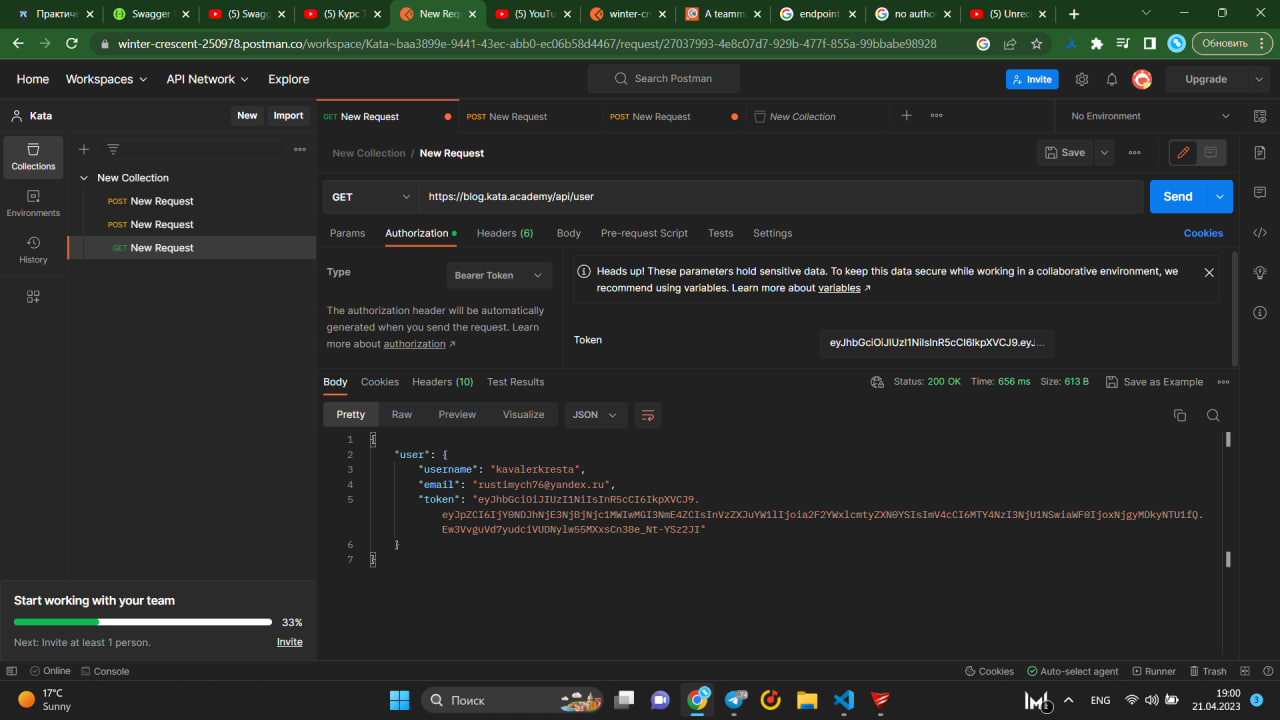 Практиче
Swagger
(5) Swagg
(5) Курс 1
New Req
(5) YouTu
winter-cr
A teamm
endpoint
no autho
(5) Unrec
winter-crescent-250978.postman.co/workspace/Kata~baa3899e-9441-43ec-abb0-ec06b58d4467/request/27037993-4e8c07d7-929b-477f-855a-99bbabe98928
Обновить
Home
Workspaces
API Network
Explore
Search Postman
Invite
Upgrade
Kata
New
Import
GET New Request
POST New Request
POST New Request
New Collection
No Environment
Collections
Environments
History
New Collection
POST New Request
POST New Request
GET New Request
New Collection / New Request
Save
GET
https://blog.kata.academy/api/user
Send
Params
Authorization
Headers (6)
Body
Pre-request Script
Tests
Settings
Cookies
Type
Bearer Token
The authorization header will be automatically
generated when you send the request. Learn
more about authorization ↗
Heads up! These parameters hold sensitive data. To keep this data secure while working in a collaborative environment, we
recommend using variables. Learn more about variables ↗
Token
Body
Cookies
Headers (10)
Test Results
Status: 200 OK
Time: 656 ms
Size: 613 B
Save as Example
Pretty
Raw
Preview
Visualize
JSON
1 {
2 "user": {
3 "username": "kavalerkresta",
4 "email": "rustimych76@yandex.ru",
5 "token": "eyJhbGciOiJIUzI1NiIsInR5cCI6IkpXVCJ9.
6 }
7 }
Start working with your team
33%
Next: Invite at least 1 person.
Invite
Online
Console
Cookies
Auto-select agent
Runner
Trash
17°C
Sunny
Поиск
ENG
19:00
21.04.2023
3